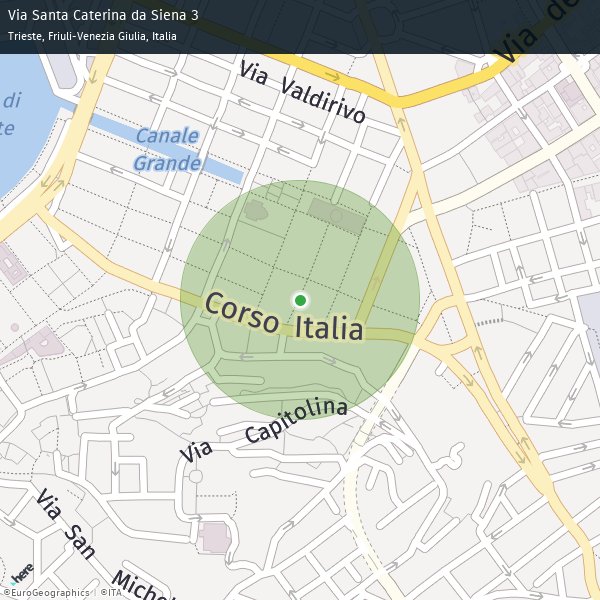 Via Santa Caterina da Siena 3
Trieste, Friuli-Venezia Giulia, Italia
Via de
Via Valdirivo
di
te
Canale
Grande
Corso Italia
Via Capitolina
Via San Michel
here
©EuroGeographics | ©ITA